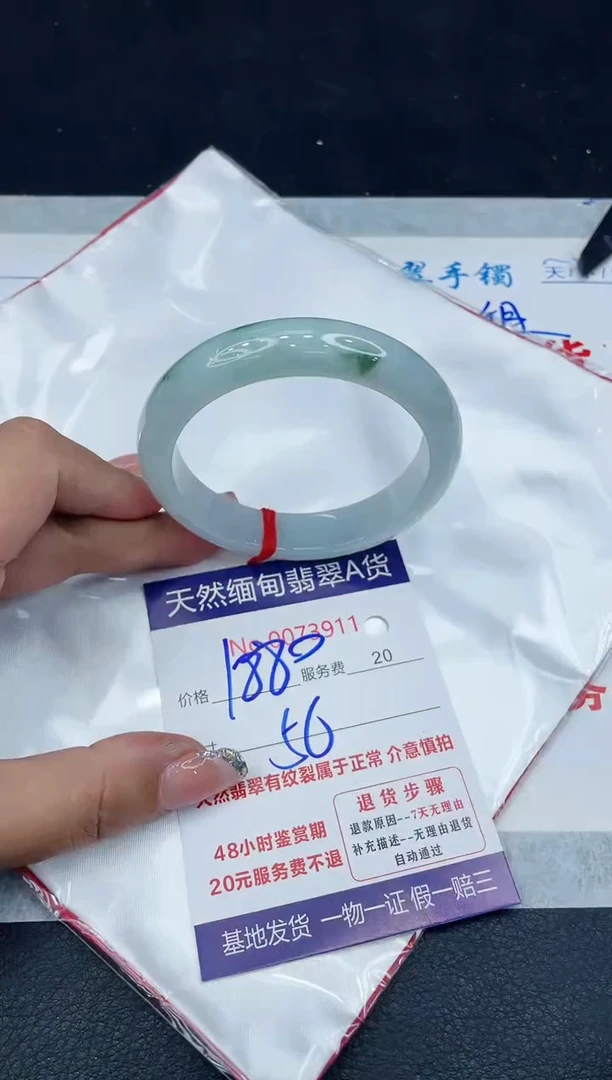 翠手镯
天然
天然缅甸翡翠A货
No.0073911
价格 1880 服务费 20
寸 56
天然翡翠有纹裂属于正常 介意慎拍
48小时鉴赏期
20元服务费不退
退货步骤
退款原因--7天无理由
补充描述--无理由退货
自动通过
基地发货 一物一证 假一赔三